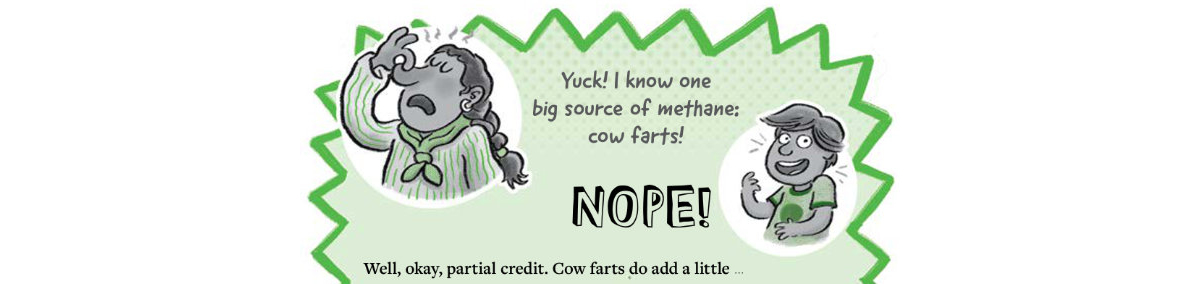 Yuck! I know one
big source of methane:
cow farts!
NOPE!
Well, okay, partial credit. Cow farts do add a little ...